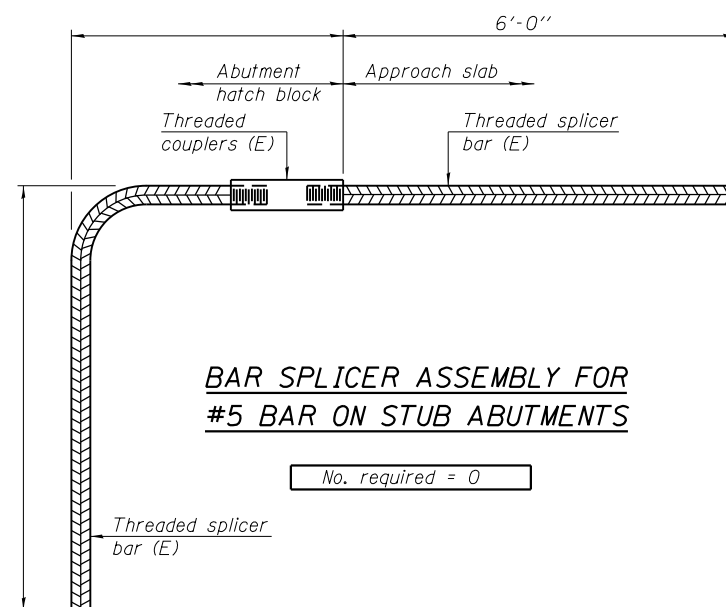 6'-0''
Abutment
hatch block
Approach slab
Threaded
couplers (E)
Threaded splicer
bar (E)
BAR SPLICER ASSEMBLY FOR
#5 BAR ON STUB ABUTMENTS
No. required = 0
Threaded splicer
bar (E)